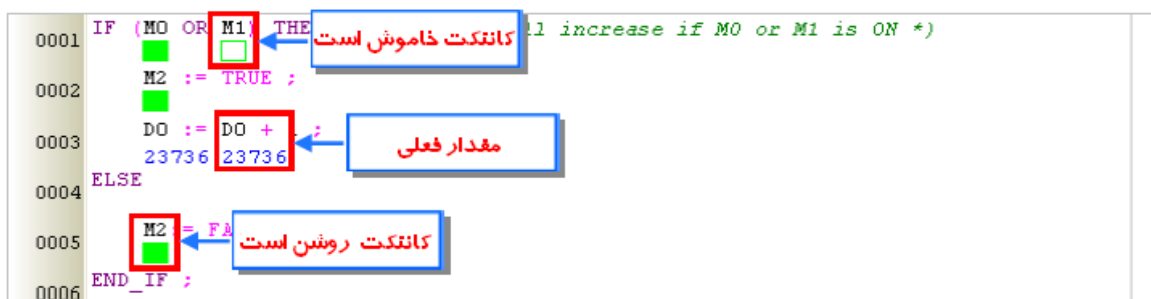 0001 IF (M0 OR M1) THE کانتکت خاموش است ll increase if M0 or M1 is ON *)
0002 M2 := TRUE ;
0003 D0 := D0 + ; مقدار فعلی
23736 23736
0004 ELSE
0005 M2 := FA کانتکت روشن است
0006 END_IF ;